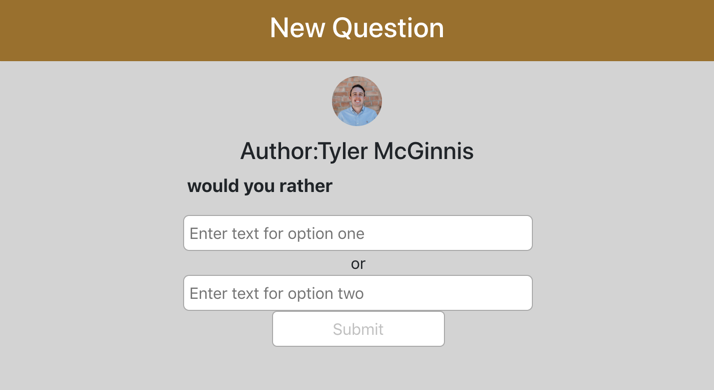 New Question
Author:Tyler McGinnis
would you rather
Enter text for option one
or
Enter text for option two
Submit